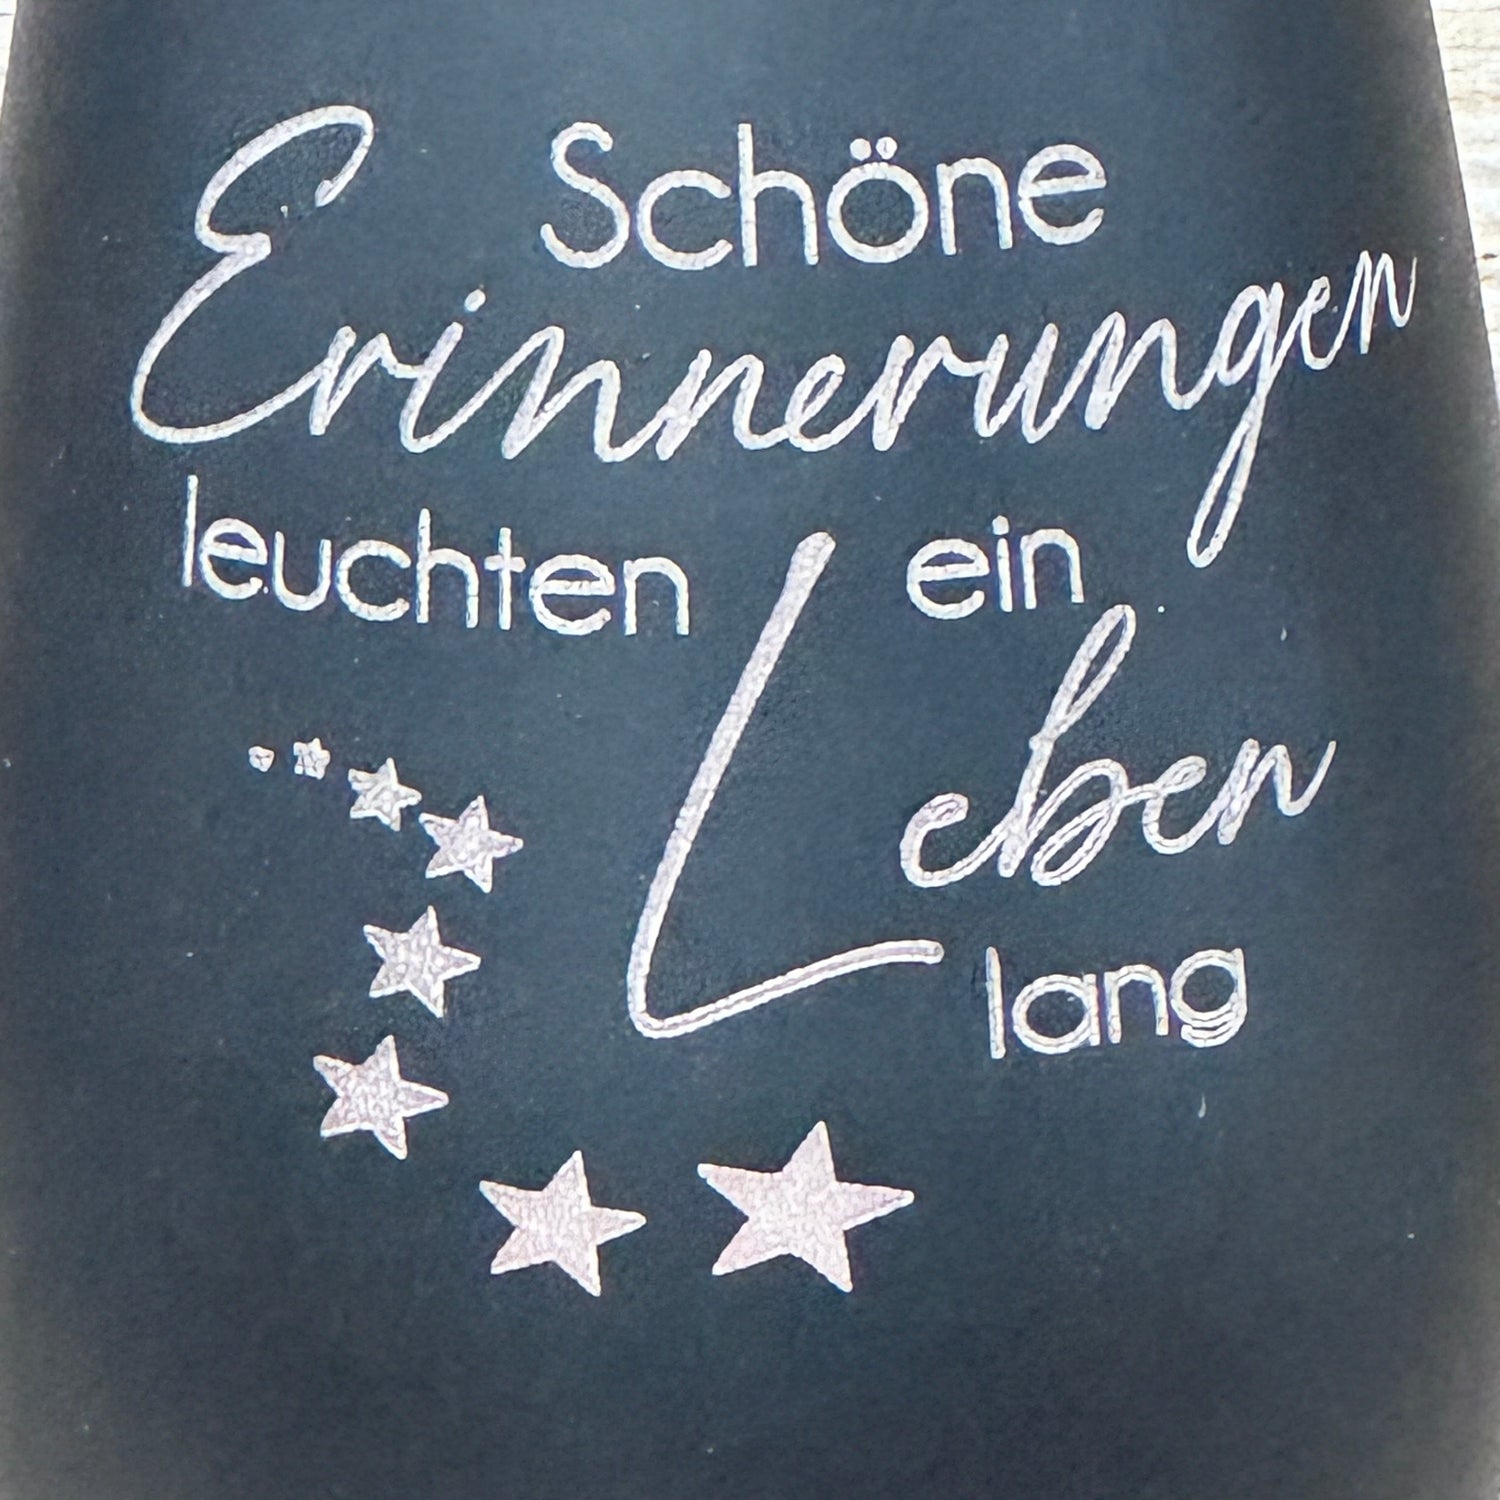 Schöne
Erinnerungen
leuchten ein
Leben
lang